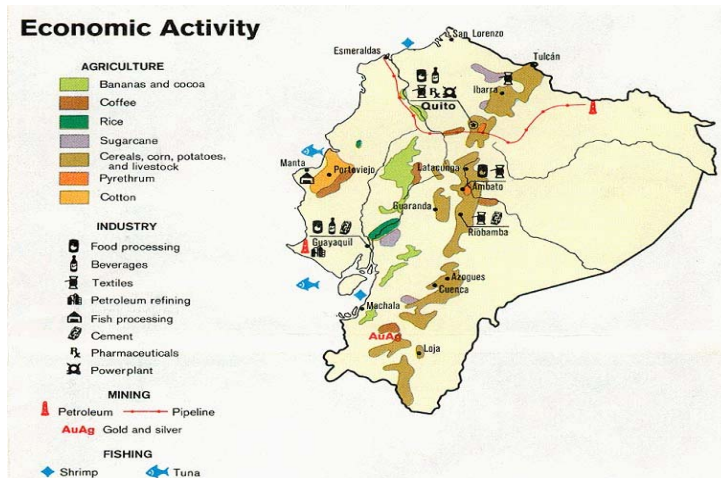 Economic Activity
AGRICULTURE
Bananas and cocoa
Coffee
Rice
Sugarcane
Cereals, corn, potatoes,
and livestock
Pyrethrum
Cotton
INDUSTRY
Food processing
Beverages
Textiles
Petroleum refining
Fish processing
Cement
Rx Pharmaceuticals
Powerplant
MINING
Petroleum
Pipeline
AuAg Gold and silver
FISHING
Shrimp
Tuna
San Lorenzo
Esmeraldas
Tulcán
Ibarra
Rx
Quito
Manta
Portoviejo
Latacunga
Ambato
Guaranda
Riobamba
Guayaquil
Azogues
Cuenca
Machala
AuAg
Loja